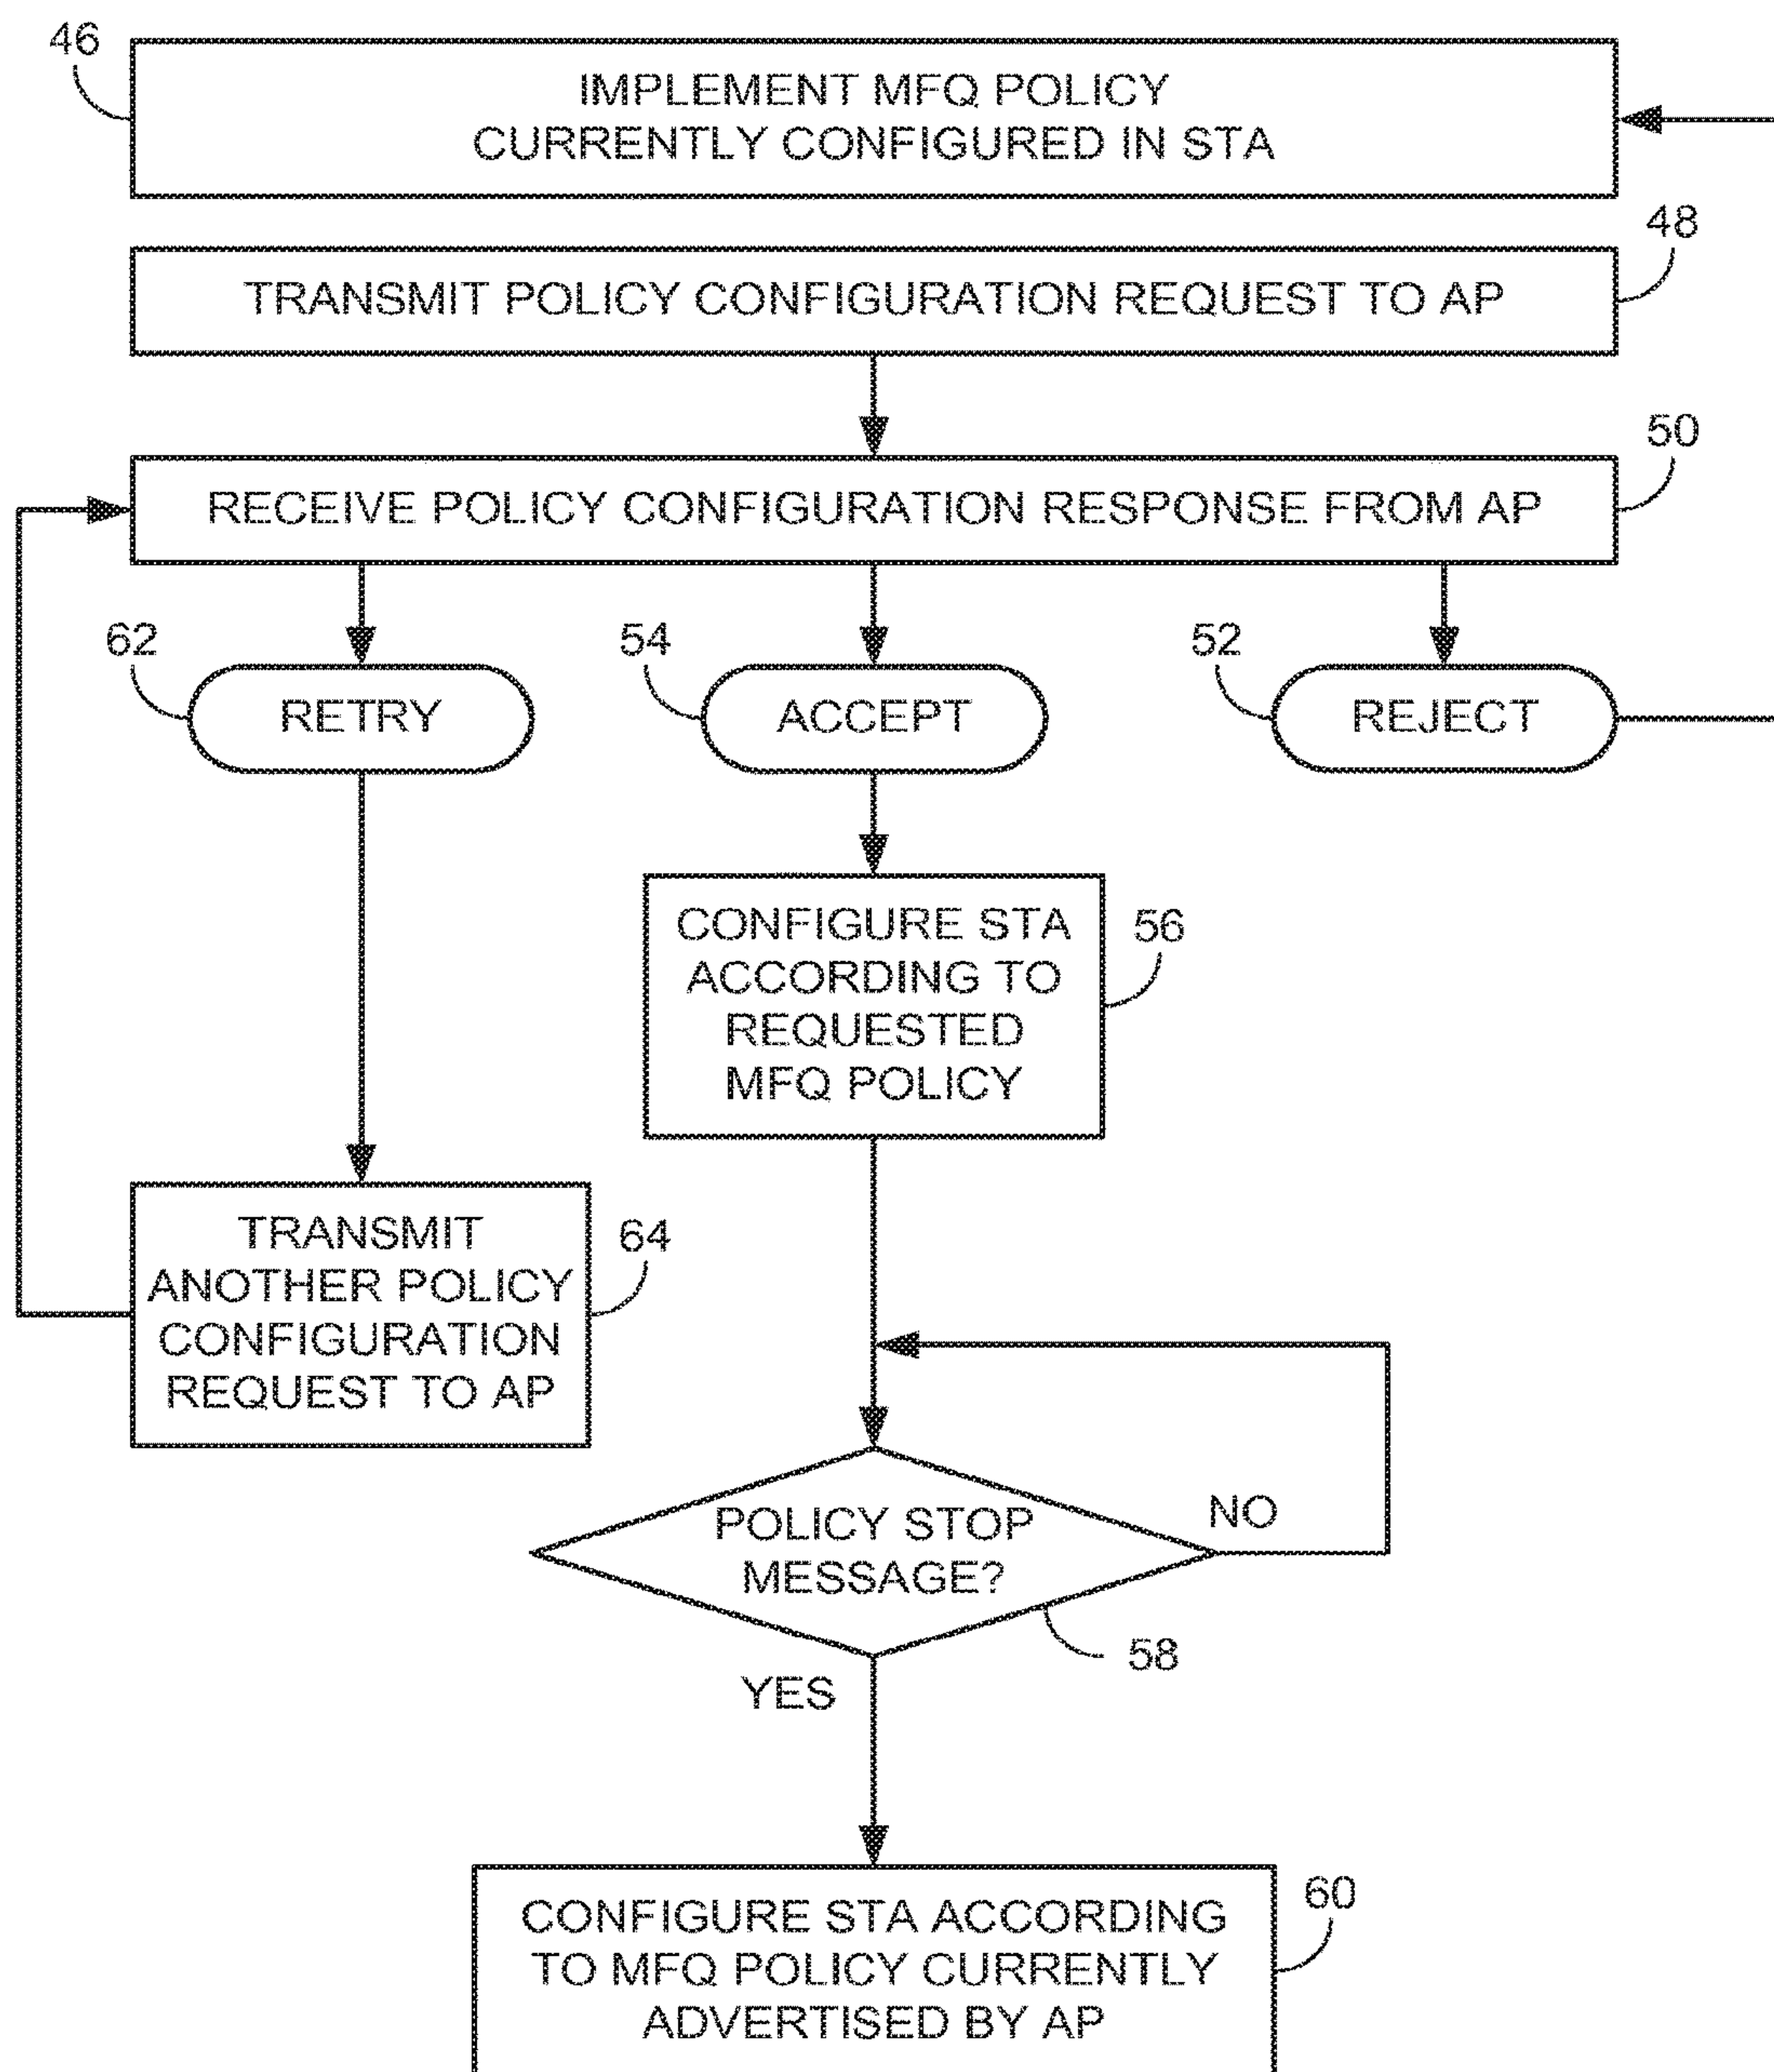 46
IMPLEMENT MFQ POLICY
CURRENTLY CONFIGURED IN STA
48
TRANSMIT POLICY CONFIGURATION REQUEST TO AP
50
RECEIVE POLICY CONFIGURATION RESPONSE FROM AP
62
RETRY
54
ACCEPT
52
REJECT
CONFIGURE STA
ACCORDING TO
REQUESTED
MFQ POLICY
56
TRANSMIT
ANOTHER POLICY
CONFIGURATION
REQUEST TO AP
64
POLICY STOP
MESSAGE?
NO
58
YES
CONFIGURE STA ACCORDING
TO MFQ POLICY CURRENTLY
ADVERTISED BY AP
60